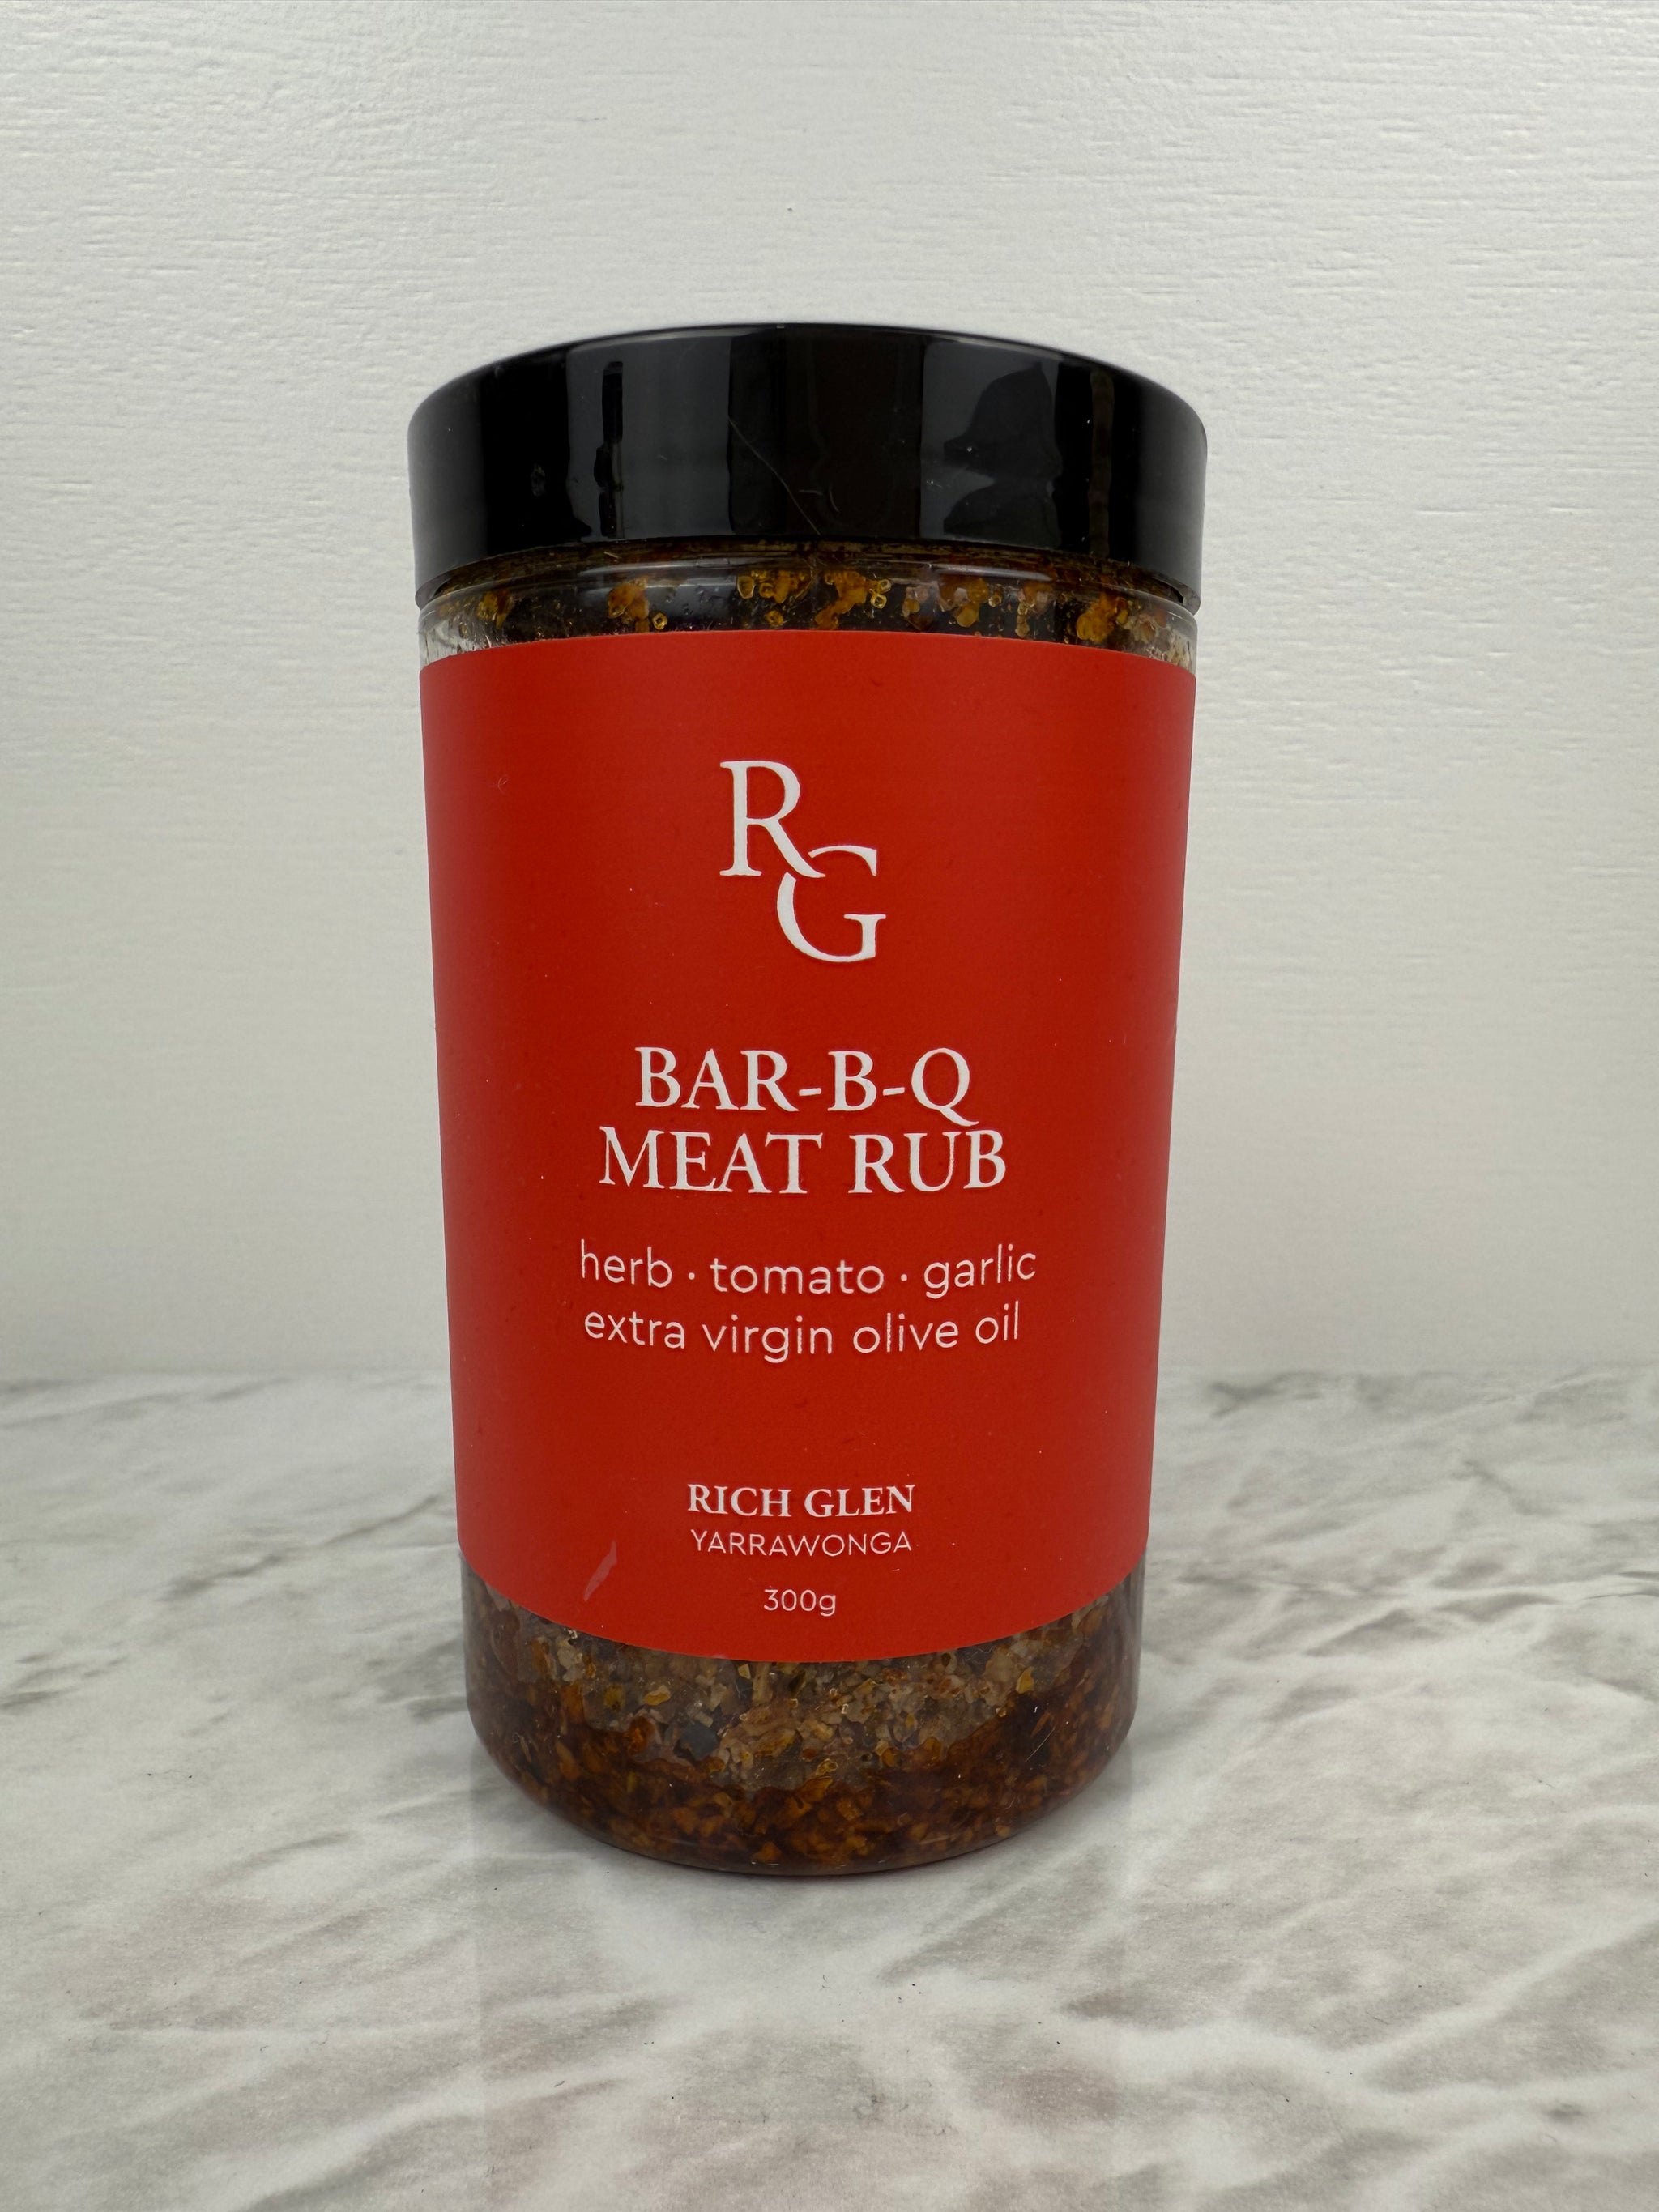 RG
BAR-B-Q
MEAT RUB
herb · tomato · garlic
extra virgin olive oil
RICH GLEN
YARRAWONGA
300g